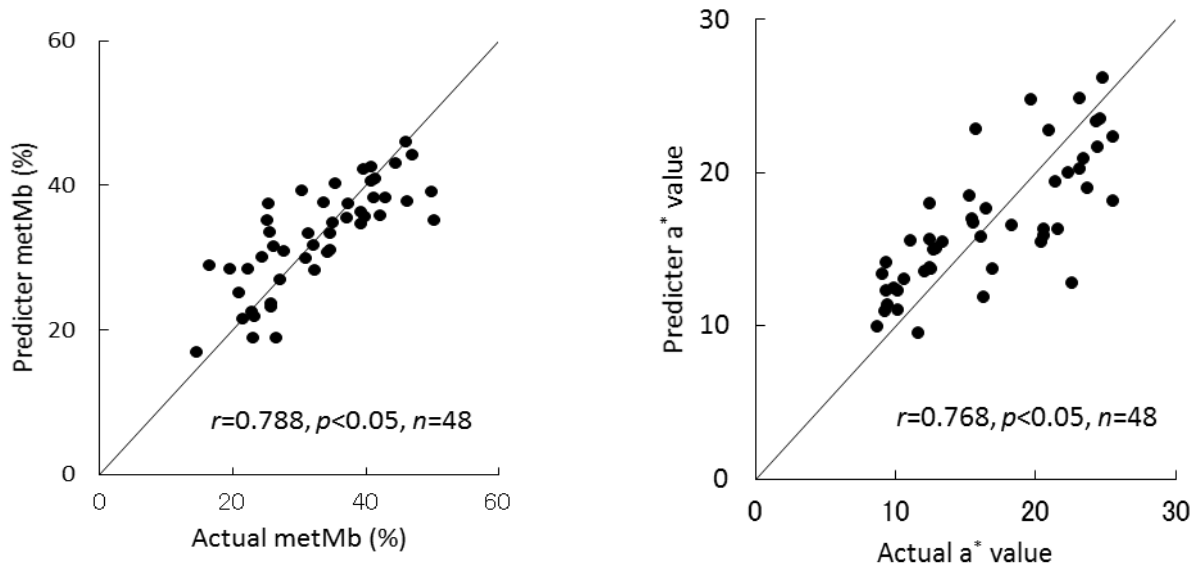 60
40
20
0
0
20
40
60
Predicter metMb (%)
Actual metMb (%)
r=0.788, p<0.05, n=48
30
20
10
0
0
10
20
30
Predicter a* value
Actual a* value
r=0.768, p<0.05, n=48